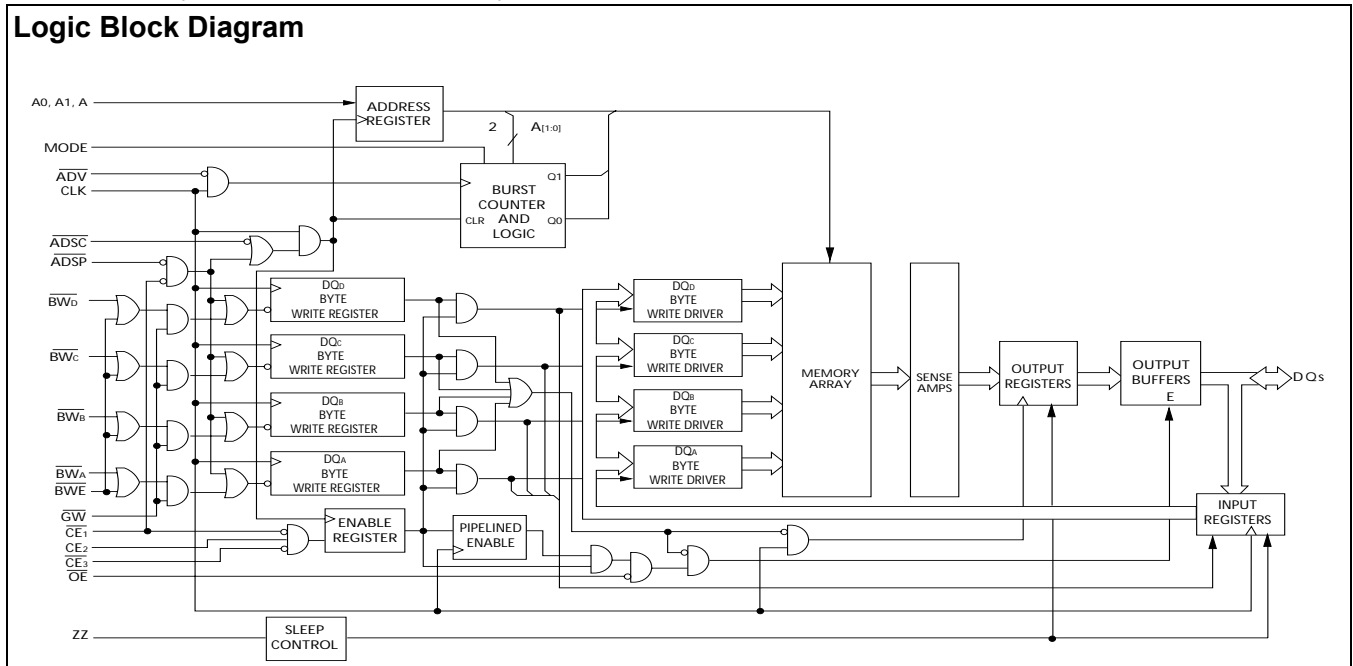 Logic Block Diagram
A0, A1, A
ADDRESS
REGISTER
2 A[1:0]
MODE
ADV
CLK
BURST
COUNTER
AND
LOGIC
Q1
CLR
Q0
ADSC
ADSP
BWD
DQD
BYTE
WRITE REGISTER
DQD
BYTE
WRITE DRIVER
BWC
DQC
BYTE
WRITE REGISTER
DQC
BYTE
WRITE DRIVER
MEMORY
ARRAY
SENSE
AMPS
OUTPUT
REGISTERS
OUTPUT
BUFFERS
E
DQs
BWB
DQB
BYTE
WRITE REGISTER
DQB
BYTE
WRITE DRIVER
BWA
BWE
DQA
BYTE
WRITE REGISTER
DQA
BYTE
WRITE DRIVER
GW
CE1
CE2
CE3
OE
ENABLE
REGISTER
PIPELINED
ENABLE
INPUT
REGISTERS
ZZ
SLEEP
CONTROL